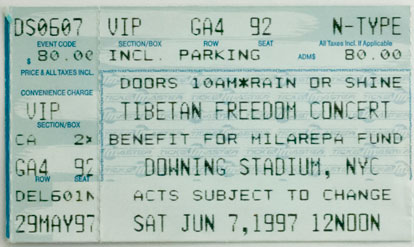 DS0607 VIP GA4 92 N-TYPE
EVENT CODE SECTION/BOX ROW SEAT All Taxes Incl. If Applicable
$ 80.00 INCL. PARKING ADM$ 80.00
PRICE & ALL TAXES INCL.
DOORS 10AM*RAIN OR SHINE
CONVENIENCE CHARGE
VIP TIBETAN FREEDOM CONCERT
SECTION/BOX
CA 2* BENEFIT FOR MILAREPA FUND
GA4 92 DOWNING STADIUM, NYC
ROW SEAT
DEL601N ACTS SUBJECT TO CHANGE
29MAY97 SAT JUN 7,1997 12NOON